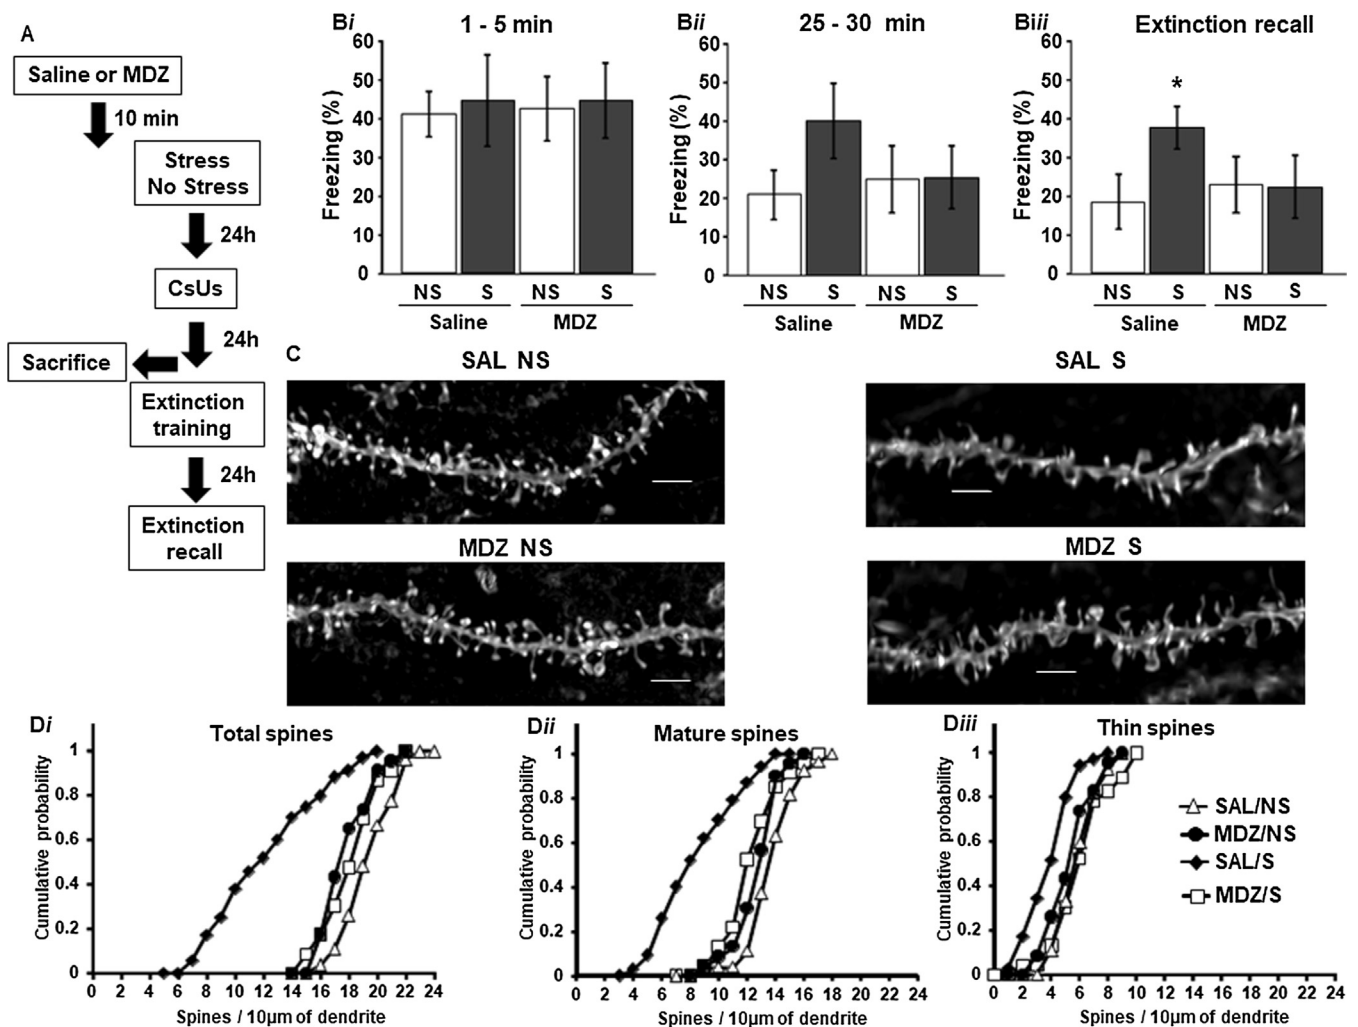 A
Saline or MDZ
10 min
Stress
No Stress
24h
CsUs
24h
Sacrifice
Extinction
training
24h
Extinction
recall
Bi
1 - 5 min
Freezing (%)
60
50
40
30
20
10
0
NS S NS S
Saline MDZ
Bii
25 - 30 min
Freezing (%)
60
50
40
30
20
10
0
NS S NS S
Saline MDZ
Biii
Extinction recall
Freezing (%)
60
50
40
30
20
10
0
*
NS S NS S
Saline MDZ
C
SAL NS
SAL S
MDZ NS
MDZ S
Di
Total spines
Cumulative probability
1
0.8
0.6
0.4
0.2
0
0 2 4 6 8 10 12 14 16 18 20 22 24
Spines / 10µm of dendrite
Dii
Mature spines
Cumulative probability
1
0.8
0.6
0.4
0.2
0
0 2 4 6 8 10 12 14 16 18 20 22 24
Spines / 10µm of dendrite
Diii
Thin spines
Cumulative probability
1
0.8
0.6
0.4
0.2
0
0 2 4 6 8 10 12 14 16 18 20 22 24
Spines / 10µm of dendrite
SAL/NS
MDZ/NS
SAL/S
MDZ/S